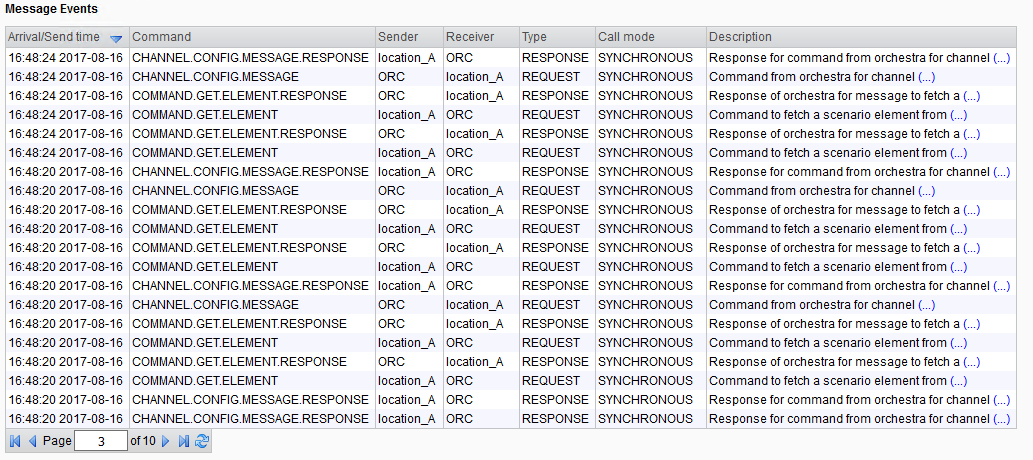 Message Events
Arrival/Send time Command Sender Receiver Type Call mode Description
16:48:24 2017-08-16 CHANNEL.CONFIG.MESSAGE.RESPONSE location_A ORC RESPONSE SYNCHRONOUS Response for command from orchestra for channel (...)
16:48:24 2017-08-16 CHANNEL.CONFIG.MESSAGE ORC location_A REQUEST SYNCHRONOUS Command from orchestra for channel (...)
16:48:24 2017-08-16 COMMAND.GET.ELEMENT.RESPONSE ORC location_A RESPONSE SYNCHRONOUS Response of orchestra for message to fetch a (...)
16:48:24 2017-08-16 COMMAND.GET.ELEMENT location_A ORC REQUEST SYNCHRONOUS Command to fetch a scenario element from (...)
16:48:24 2017-08-16 COMMAND.GET.ELEMENT.RESPONSE ORC location_A RESPONSE SYNCHRONOUS Response of orchestra for message to fetch a (...)
16:48:24 2017-08-16 COMMAND.GET.ELEMENT location_A ORC REQUEST SYNCHRONOUS Command to fetch a scenario element from (...)
16:48:20 2017-08-16 CHANNEL.CONFIG.MESSAGE.RESPONSE location_A ORC RESPONSE SYNCHRONOUS Response for command from orchestra for channel (...)
16:48:20 2017-08-16 CHANNEL.CONFIG.MESSAGE ORC location_A REQUEST SYNCHRONOUS Command from orchestra for channel (...)
16:48:20 2017-08-16 COMMAND.GET.ELEMENT.RESPONSE ORC location_A RESPONSE SYNCHRONOUS Response of orchestra for message to fetch a (...)
16:48:20 2017-08-16 COMMAND.GET.ELEMENT location_A ORC REQUEST SYNCHRONOUS Command to fetch a scenario element from (...)
16:48:20 2017-08-16 COMMAND.GET.ELEMENT.RESPONSE ORC location_A RESPONSE SYNCHRONOUS Response of orchestra for message to fetch a (...)
16:48:20 2017-08-16 COMMAND.GET.ELEMENT location_A ORC REQUEST SYNCHRONOUS Command to fetch a scenario element from (...)
16:48:20 2017-08-16 CHANNEL.CONFIG.MESSAGE.RESPONSE location_A ORC RESPONSE SYNCHRONOUS Response for command from orchestra for channel (...)
16:48:20 2017-08-16 CHANNEL.CONFIG.MESSAGE ORC location_A REQUEST SYNCHRONOUS Command from orchestra for channel (...)
16:48:20 2017-08-16 COMMAND.GET.ELEMENT.RESPONSE ORC location_A RESPONSE SYNCHRONOUS Response of orchestra for message to fetch a (...)
16:48:20 2017-08-16 COMMAND.GET.ELEMENT location_A ORC REQUEST SYNCHRONOUS Command to fetch a scenario element from (...)
16:48:20 2017-08-16 COMMAND.GET.ELEMENT.RESPONSE ORC location_A RESPONSE SYNCHRONOUS Response of orchestra for message to fetch a (...)
16:48:20 2017-08-16 COMMAND.GET.ELEMENT location_A ORC REQUEST SYNCHRONOUS Command to fetch a scenario element from (...)
16:48:20 2017-08-16 CHANNEL.CONFIG.MESSAGE.RESPONSE location_A ORC RESPONSE SYNCHRONOUS Response for command from orchestra for channel (...)
16:48:20 2017-08-16 CHANNEL.CONFIG.MESSAGE.RESPONSE location_A ORC RESPONSE SYNCHRONOUS Response for command from orchestra for channel (...)
Page 3 of 10